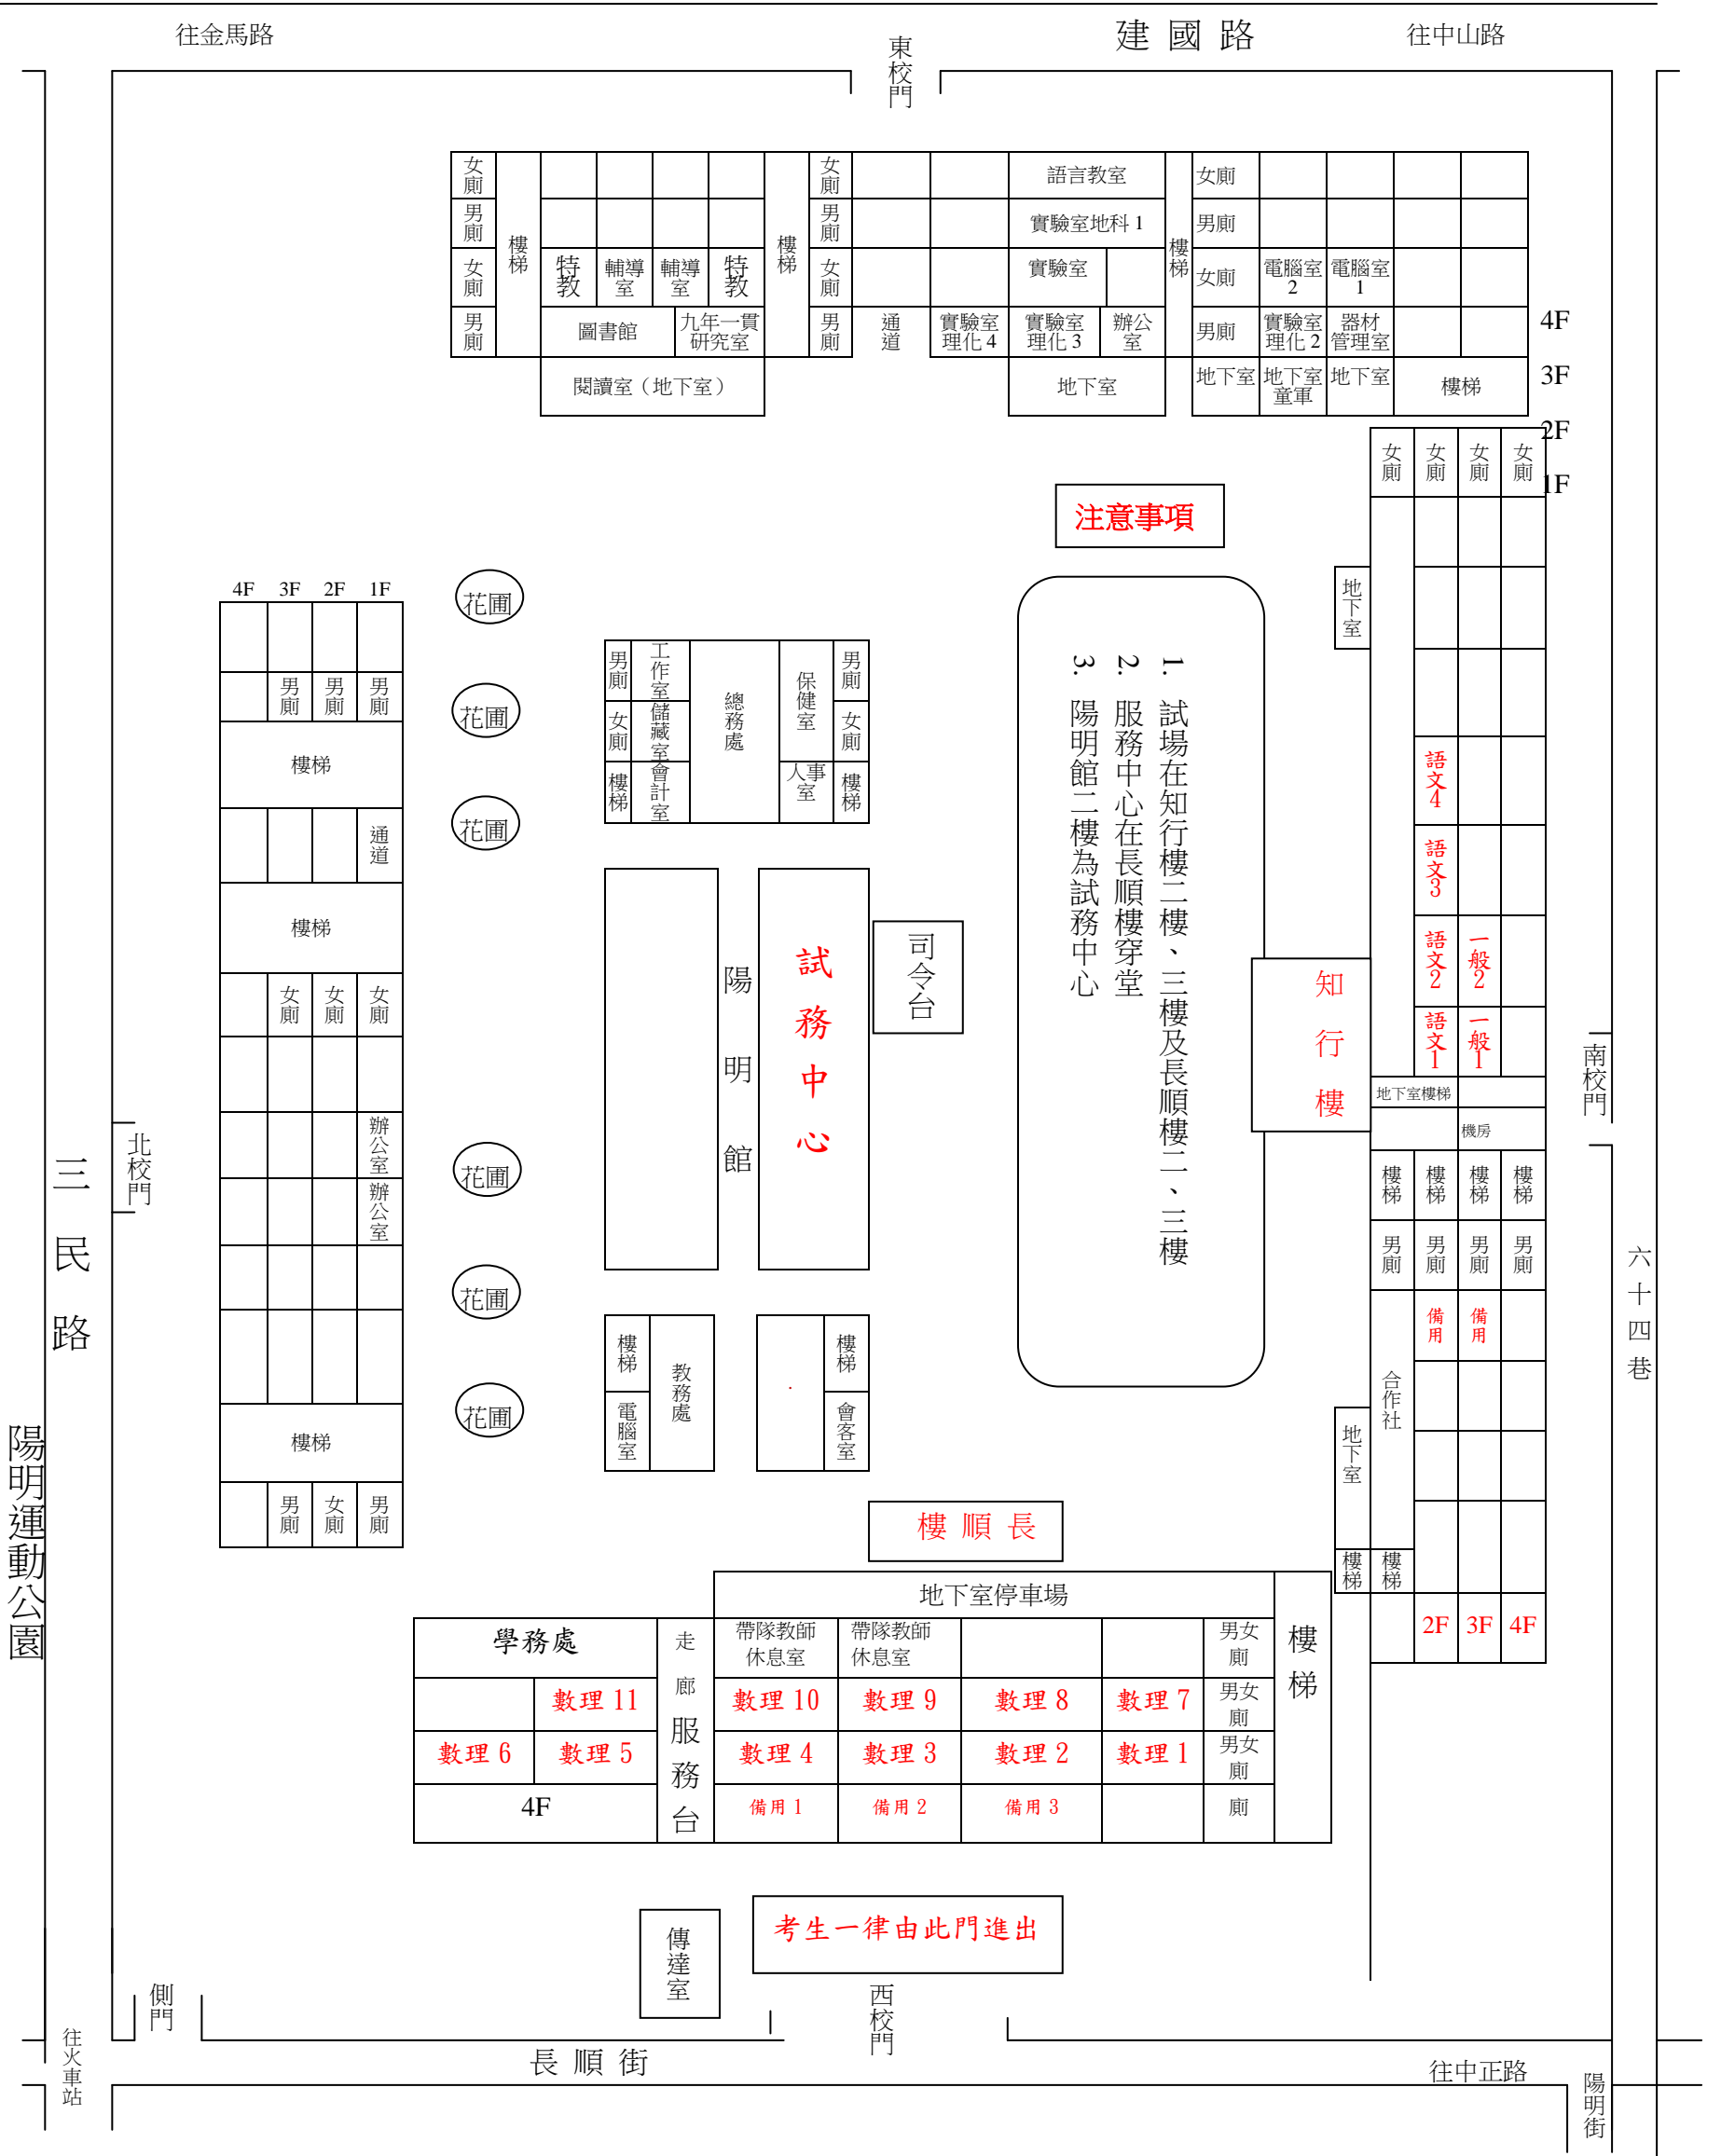 往金馬路
建國路
往中山路
東校門
女廁
女廁
語言教室
女廁
男廁
男廁
實驗室地科1
男廁
樓梯
樓梯
樓梯
女廁
特教
輔導室
輔導室
特教
女廁
實驗室
女廁
電腦室2
電腦室1
男廁
圖書館
九年一貫研究室
男廁
通道
實驗室理化4
實驗室理化3
辦公室
男廁
實驗室理化2
器材管理室
閱讀室（地下室）
地下室
地下室
地下室童軍
地下室
樓梯
4F
3F
2F
1F
女廁
女廁
女廁
女廁
地下室
語文4
語文3
語文2
一般2
語文1
一般1
地下室樓梯
機房
樓梯
樓梯
樓梯
樓梯
男廁
男廁
男廁
男廁
備用
備用
合作社
地下室
樓梯
樓梯
2F
3F
4F
知行樓
南校門
六十四巷
注意事項
1. 試場在知行樓二樓、三樓及長順樓二、三樓
2. 服務中心在長順樓穿堂
3. 陽明館二樓為試務中心
4F
3F
2F
1F
男廁
男廁
男廁
樓梯
通道
樓梯
女廁
女廁
女廁
辦公室
辦公室
樓梯
男廁
女廁
男廁
花圃
花圃
花圃
花圃
花圃
花圃
男廁
工作室
總務處
保健室
男廁
女廁
儲藏室
女廁
樓梯
會計室
人事室
樓梯
陽明館
試務中心
司令台
樓梯
教務處
電腦室
樓梯
會客室
北校門
三民路
陽明運動公園
樓順長
地下室停車場
樓梯
學務處
走廊
服務台
帶隊教師休息室
帶隊教師休息室
男女廁
數理11
數理10
數理9
數理8
數理7
男女廁
數理6
數理5
數理4
數理3
數理2
數理1
男女廁
4F
備用1
備用2
備用3
廁
傳達室
考生一律由此門進出
側門
西校門
往火車站
長順街
往中正路
陽明街